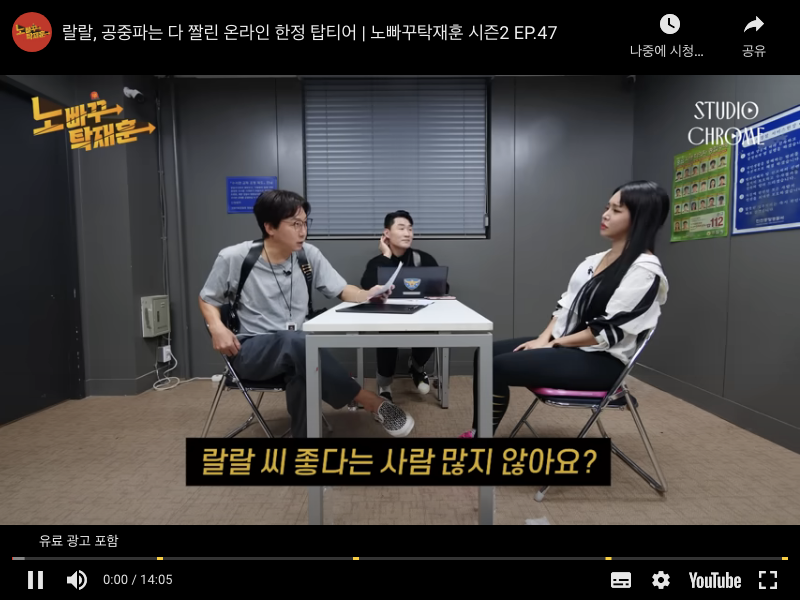 랄랄, 공중파는 다 짤린 온라인 한정 탑티어 | 노빠꾸탁재훈 시즌2 EP.47
나중에 시청...
공유
노빠꾸
탁재훈
STUDIO
CHROME
112
랄랄 씨 좋다는 사람 많지 않아요?
유료 광고 포함
0:00 / 14:05
YouTube